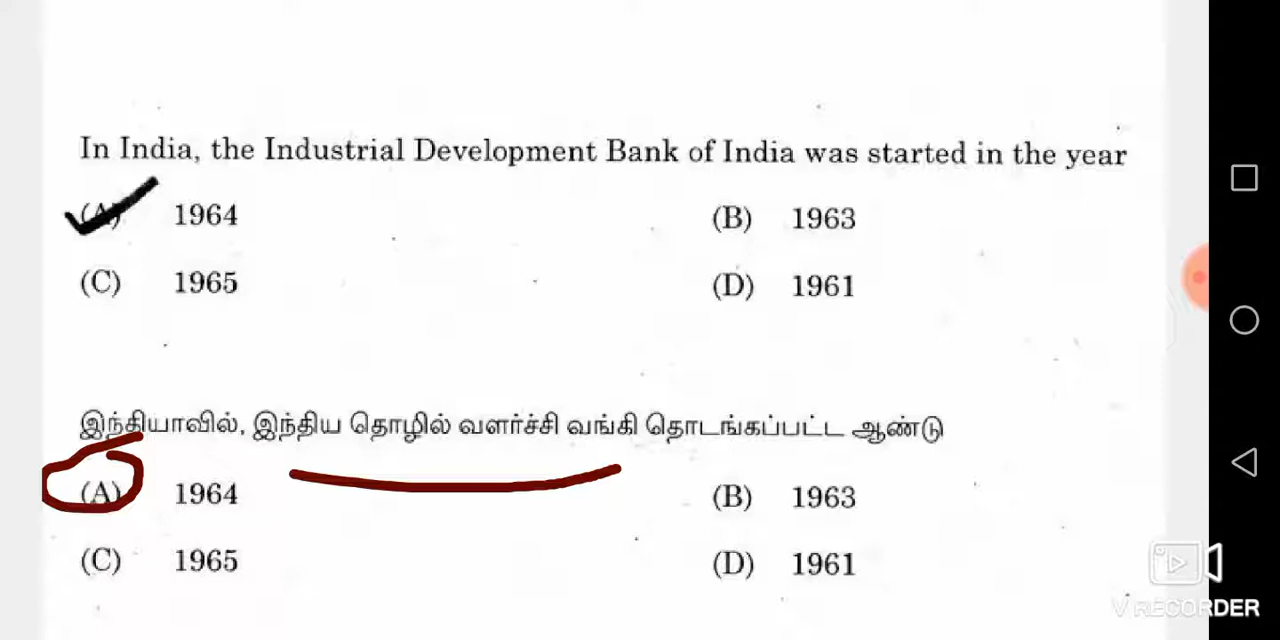 In India, the Industrial Development Bank of India was started in the year
(A) 1964 (B) 1963
(C) 1965 (D) 1961
இந்தியாவில், இந்திய தொழில் வளர்ச்சி வங்கி தொடங்கப்பட்ட ஆண்டு
(A) 1964 (B) 1963
(C) 1965 (D) 1961
V RECORDER